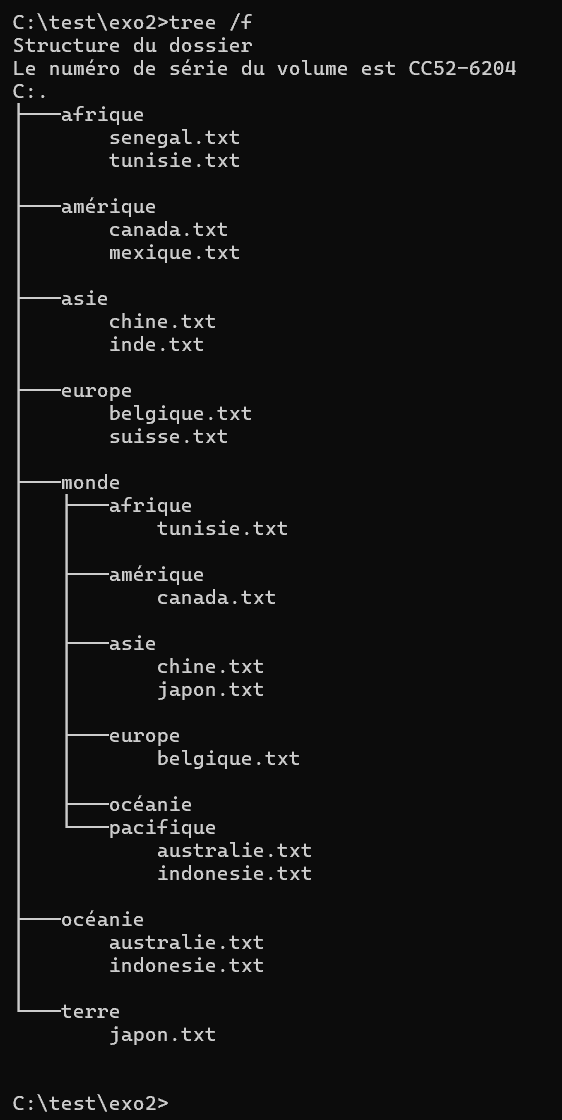 C:\test\exo2>tree /f
Structure du dossier
Le numéro de série du volume est CC52-6204
C:.
├───afrique
│       senegal.txt
│       tunisie.txt
│
├───amérique
│       canada.txt
│       mexique.txt
│
├───asie
│       chine.txt
│       inde.txt
│
├───europe
│       belgique.txt
│       suisse.txt
│
├───monde
│   ├───afrique
│   │       tunisie.txt
│   │
│   ├───amérique
│   │       canada.txt
│   │
│   ├───asie
│   │       chine.txt
│   │       japon.txt
│   │
│   ├───europe
│   │       belgique.txt
│   │
│   ├───océanie
│   └───pacifique
│           australie.txt
│           indonesie.txt
│
├───océanie
│       australie.txt
│       indonesie.txt
│
└───terre
        japon.txt

C:\test\exo2>